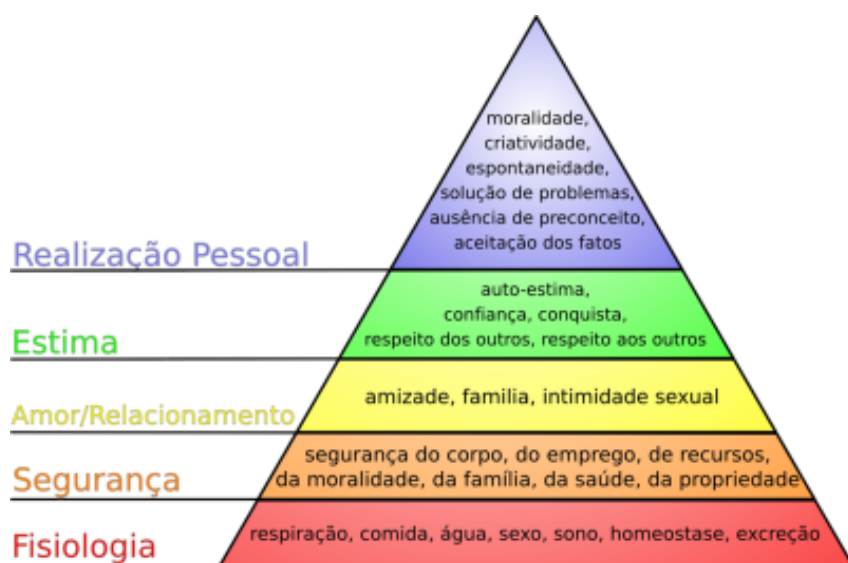 moralidade,
criatividade,
espontaneidade,
solução de problemas,
ausência de preconceito,
aceitação dos fatos
Realização Pessoal
auto-estima,
confiança, conquista,
respeito dos outros, respeito aos outros
Estima
amizade, familia, intimidade sexual
Amor/Relacionamento
segurança do corpo, do emprego, de recursos,
da moralidade, da família, da saúde, da propriedade
Segurança
respiração, comida, água, sexo, sono, homeostase, excreção
Fisiologia